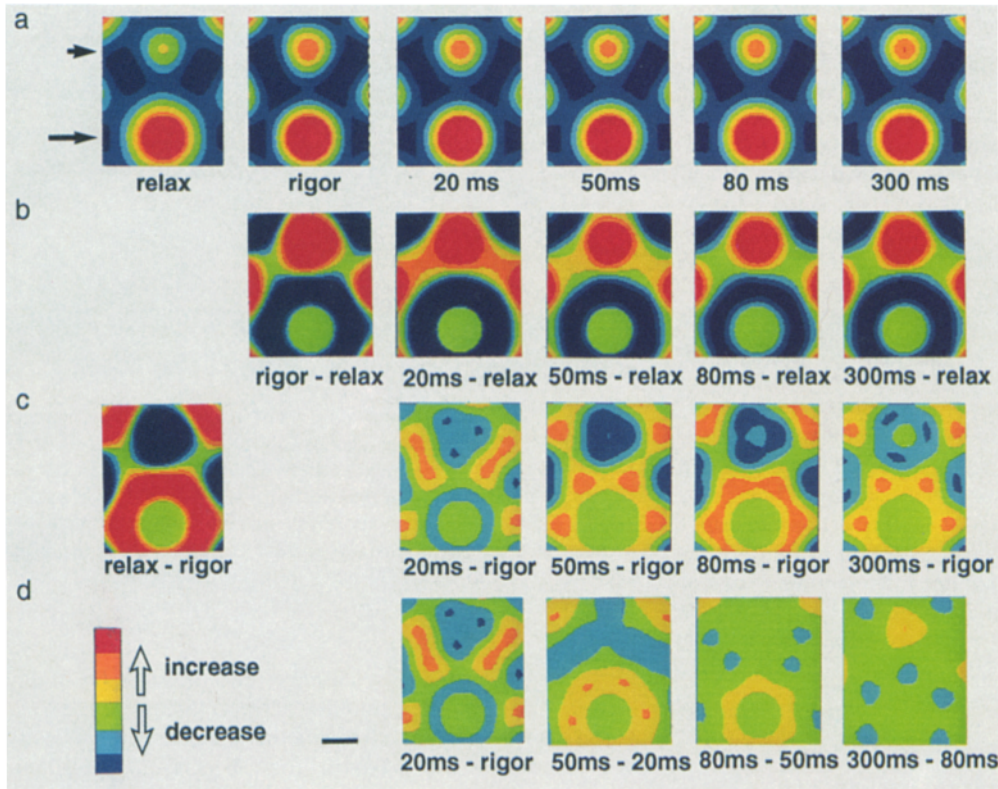 a
relax rigor 20 ms 50ms 80 ms 300 ms
b
rigor - relax 20ms - relax 50ms - relax 80ms - relax 300ms - relax
c
relax - rigor 20ms - rigor 50ms - rigor 80ms - rigor 300ms - rigor
d
increase
decrease
20ms - rigor 50ms - 20ms 80ms - 50ms 300ms - 80ms